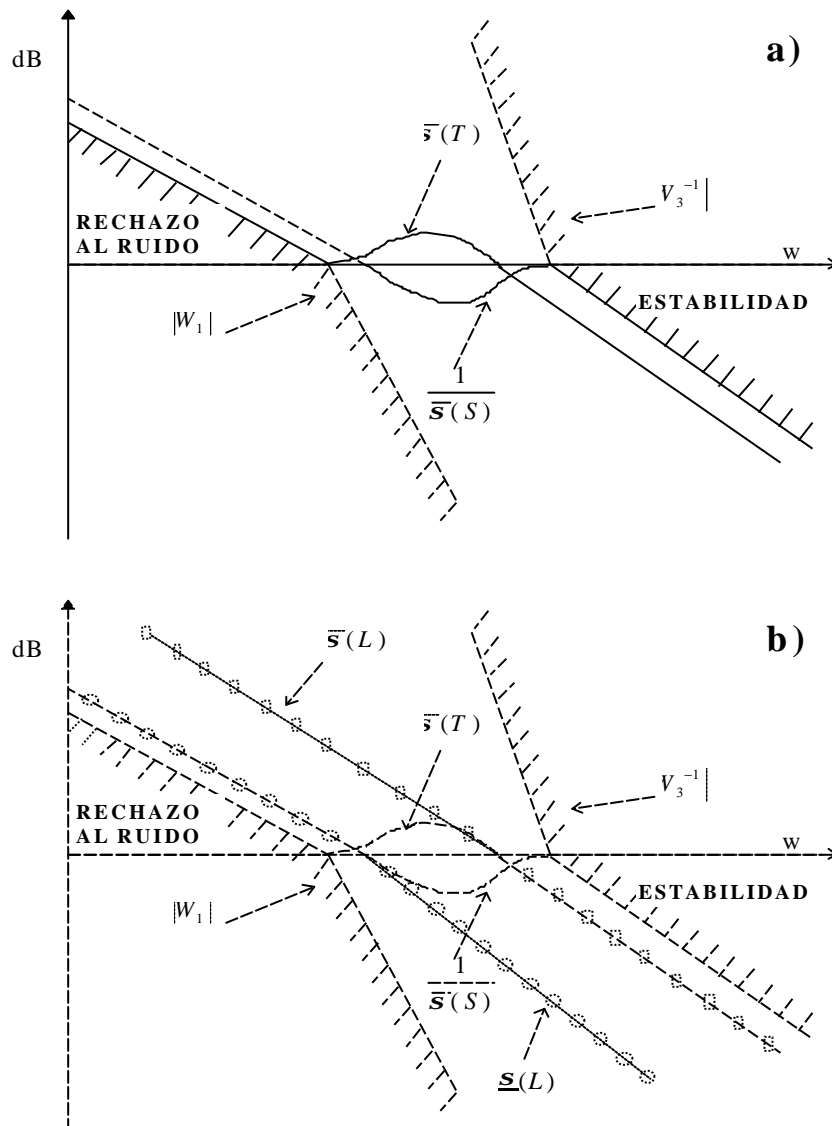 a)
dB
s̅(T)
V₃⁻¹|
RECHAZO
AL RUIDO
w
ESTABILIDAD
|W₁|
1
s̅(S)
b)
dB
s̅(L)
s̅(T)
V₃⁻¹|
RECHAZO
AL RUIDO
w
ESTABILIDAD
|W₁|
1
s̅(S)
s̲(L)